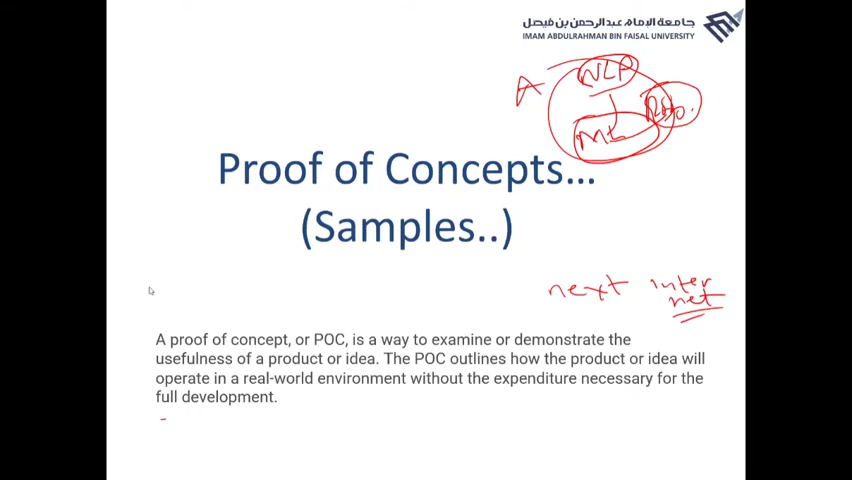 جامعة الإمام عبد الرحمن بن فيصل
IMAM ABDULRAHMAN BIN FAISAL UNIVERSITY
A
NLP
ML
Proof of Concepts…
(Samples..)
next inter
net
A proof of concept, or POC, is a way to examine or demonstrate the
usefulness of a product or idea. The POC outlines how the product or idea will
operate in a real-world environment without the expenditure necessary for the
full development.